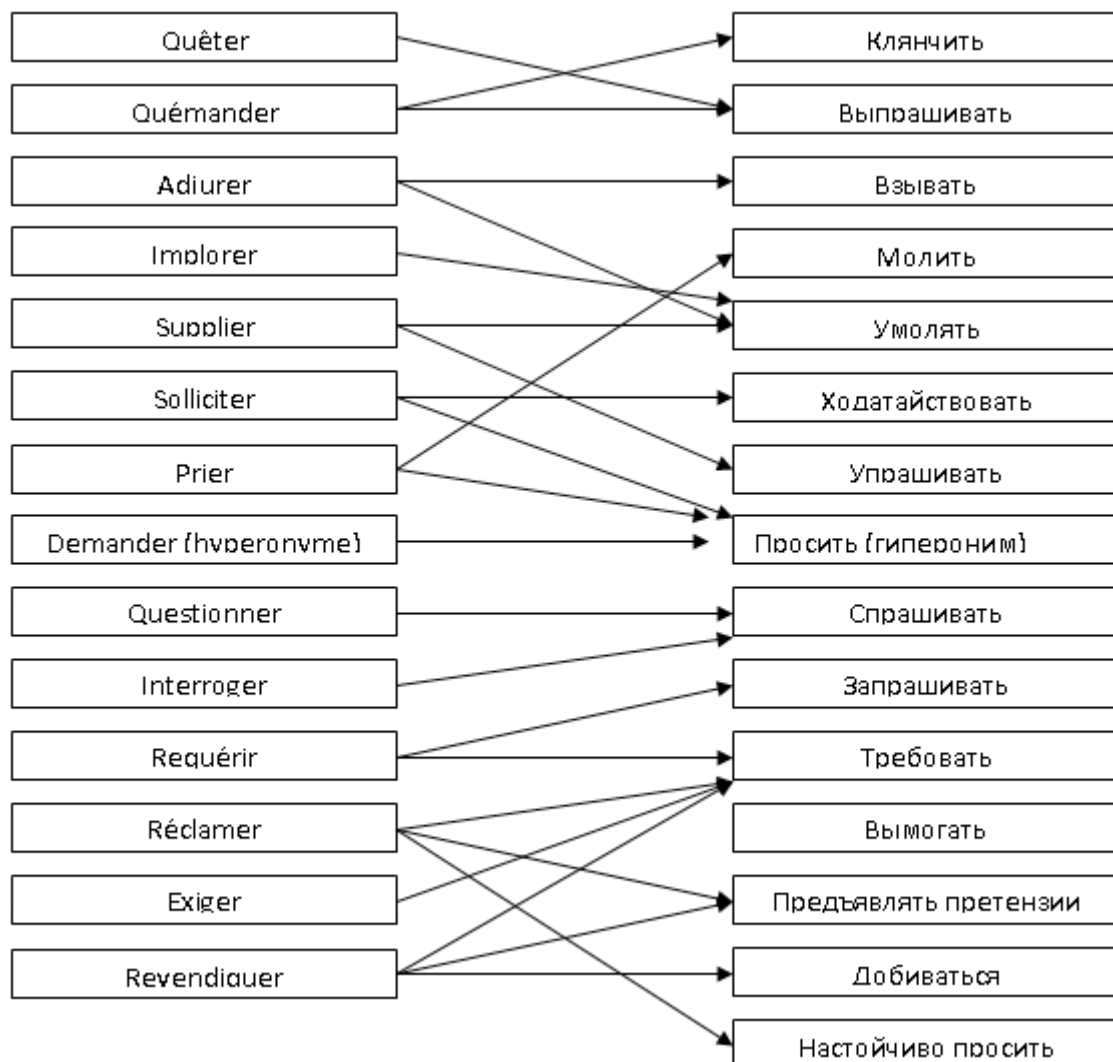 Quêter
Клянчить
Quémander
Выпрашивать
Adjurer
Взывать
Implorer
Молить
Supplier
Умолять
Solliciter
Ходатайствовать
Prier
Упрашивать
Demander (hyperonyme)
Просить (гипероним)
Questionner
Спрашивать
Interroger
Запрашивать
Requérir
Требовать
Réclamer
Вымогать
Exiger
Предъявлять претензии
Revendiquer
Добиваться
Настойчиво просить